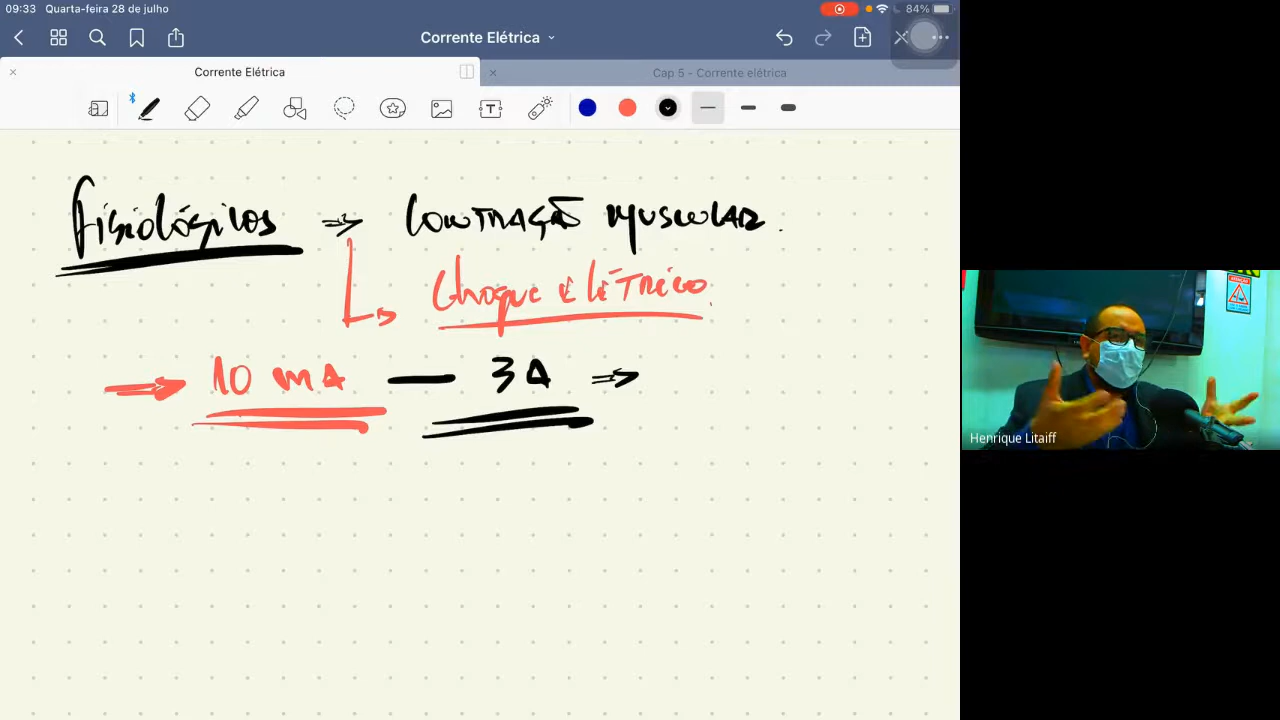 09:33 Quarta-feira 28 de julho 84%
Corrente Elétrica
Corrente Elétrica
Cap 5 - Corrente elétrica
T
Fisiológicos ⇒ Contração muscular.
Choque elétrico.
10 mA — 3A ⇒
Henrique Litaiff